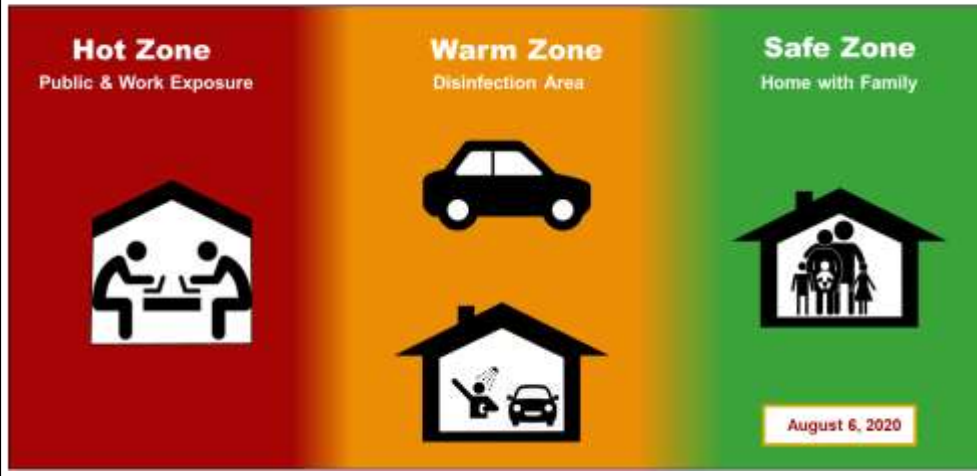 Hot Zone
Public & Work Exposure
Warm Zone
Disinfection Area
Safe Zone
Home with Family
August 6, 2020